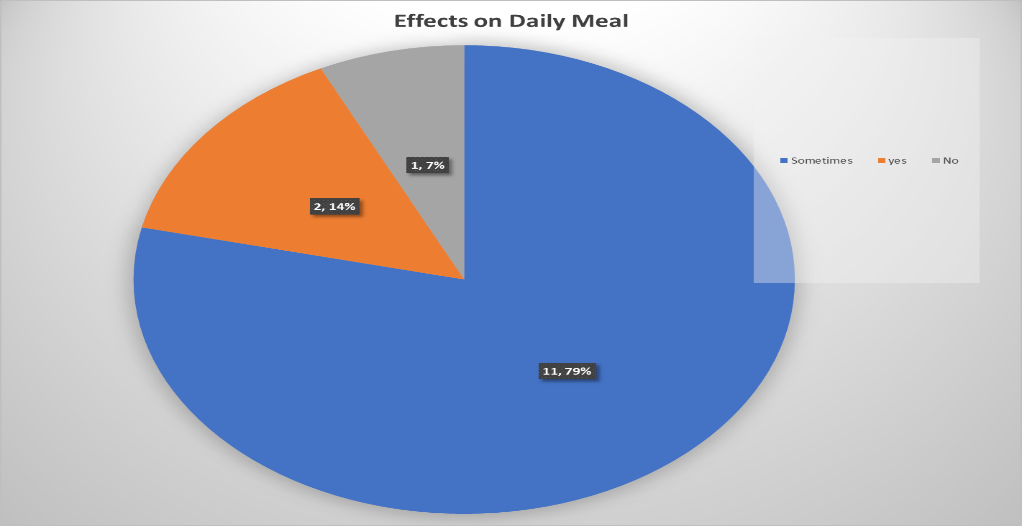 Effects on Daily Meal
1, 7%
Sometimes yes No
2, 14%
11, 79%